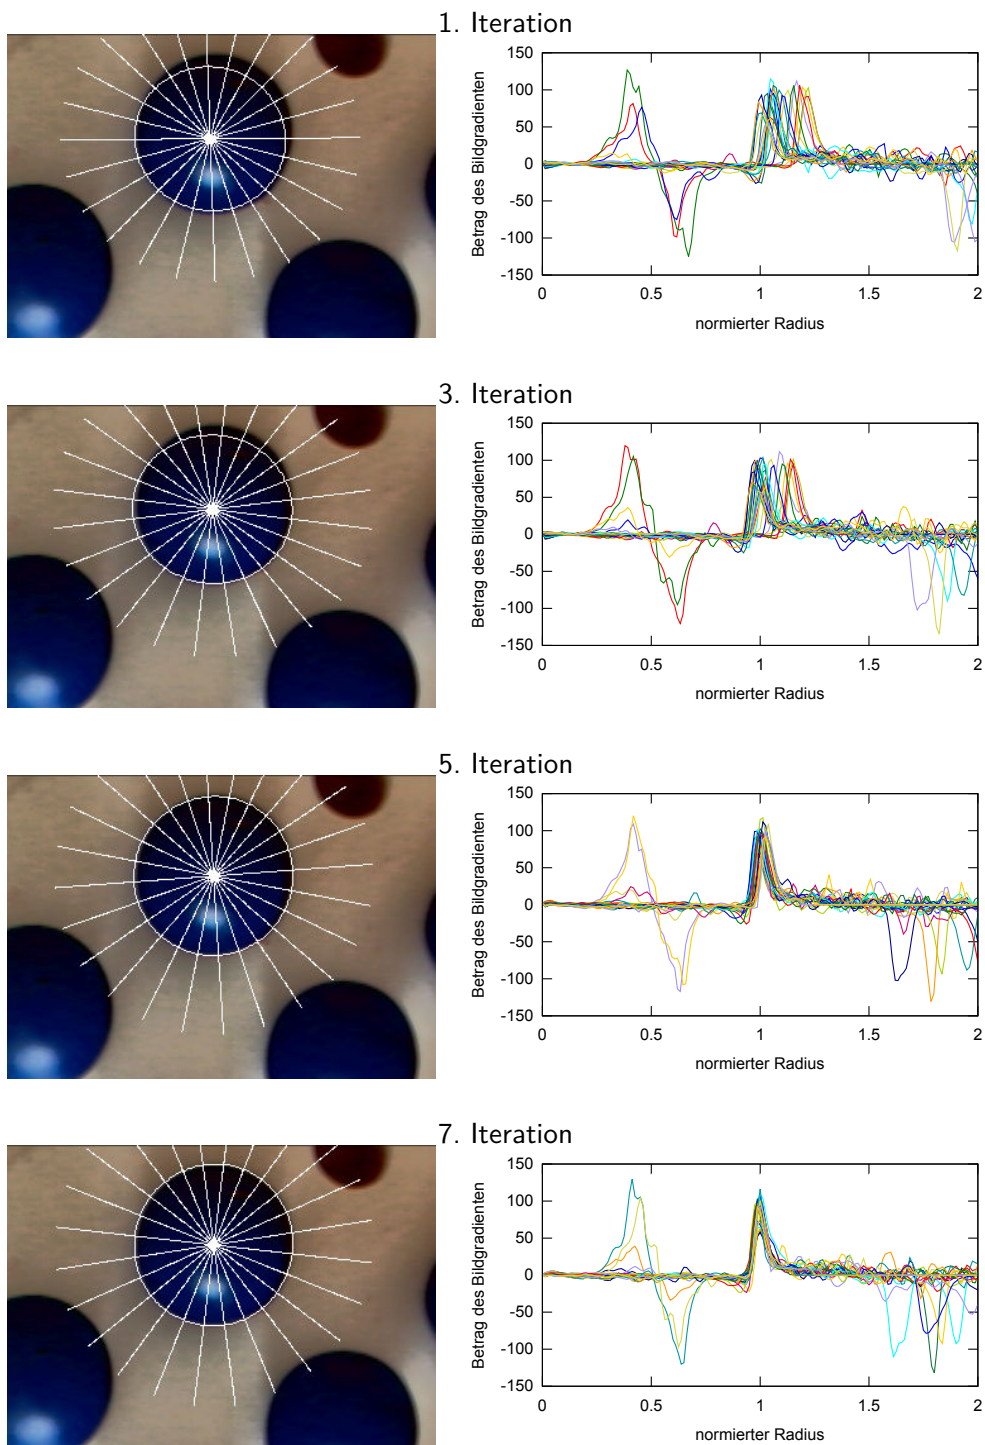 1. Iteration
150
100
50
0
-50
-100
-150
Betrag des Bildgradienten
0 0.5 1 1.5 2
normierter Radius
3. Iteration
150
100
50
0
-50
-100
-150
Betrag des Bildgradienten
0 0.5 1 1.5 2
normierter Radius
5. Iteration
150
100
50
0
-50
-100
-150
Betrag des Bildgradienten
0 0.5 1 1.5 2
normierter Radius
7. Iteration
150
100
50
0
-50
-100
-150
Betrag des Bildgradienten
0 0.5 1 1.5 2
normierter Radius